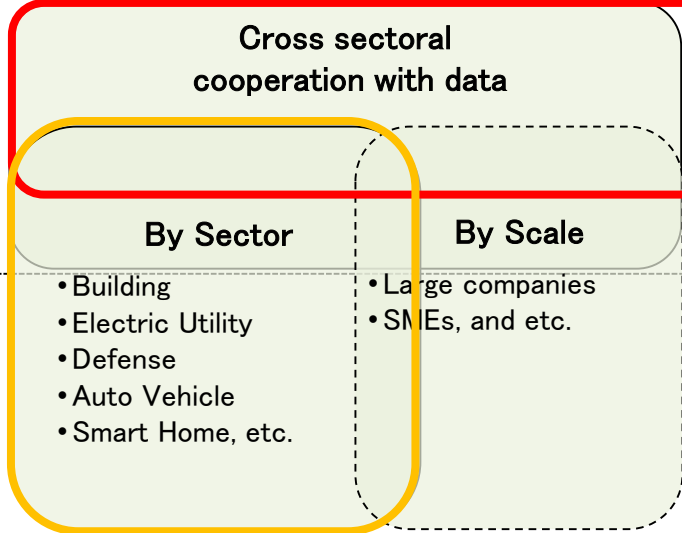 Cross sectoral
cooperation with data
By Sector
•Building
•Electric Utility
•Defense
•Auto Vehicle
•Smart Home, etc.
By Scale
•Large companies
•SMEs, and etc.